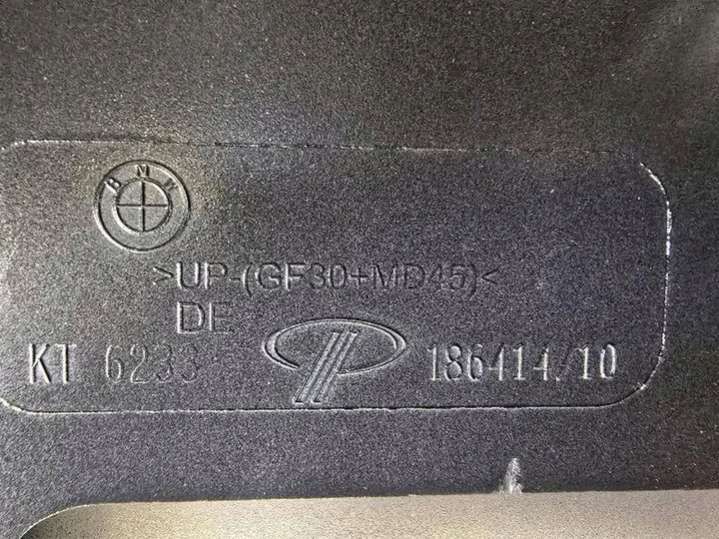 BMW
>UP-(GF30+MD45)<
DE
KT 6233 186414/10